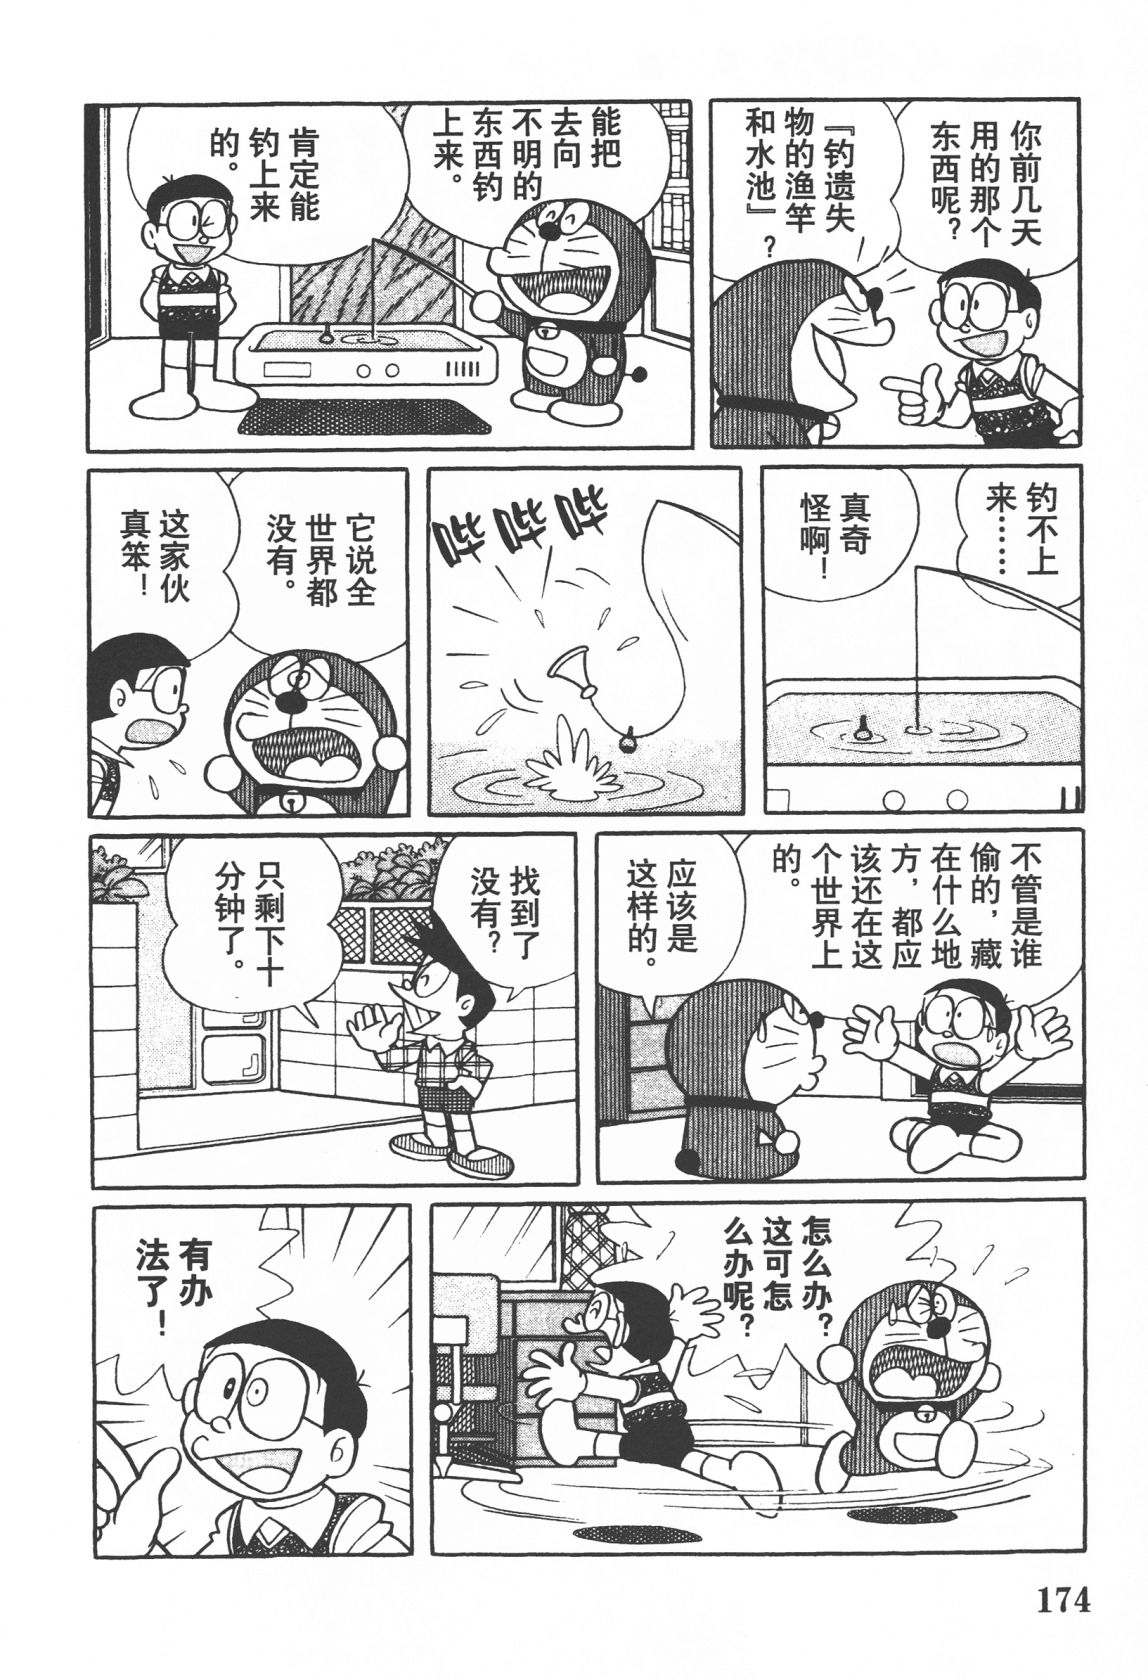 你前几天
用的那个
东西呢？
『钓遗失
物的渔竿
和水池』？
能把
去向
不明的
东西钓
上来。
肯定能
钓上来
的。
钓不上
来……
真奇
怪啊！
哔 哔 哔
它说全
世界都
没有。
这家伙
真笨！
不管是谁
偷的，藏
在什么地
方，都应
该还在这
个世界上
的。
应该是
这样的。
找到了
没有？
只剩下十
分钟了。
怎么办？
这可怎
么办呢？
有办
法了！
174